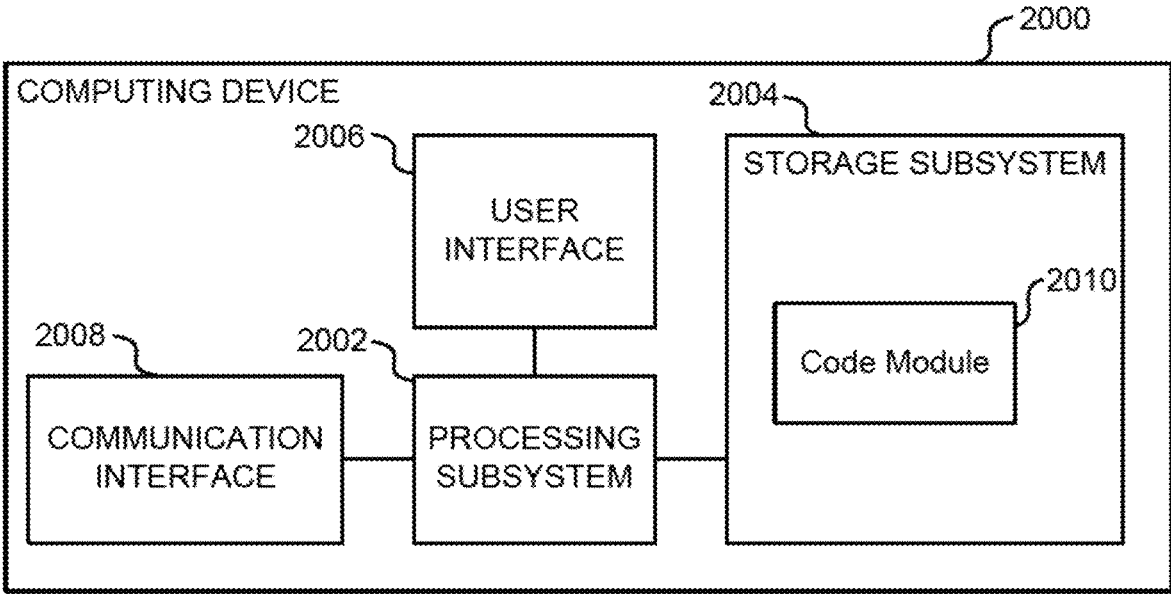 2000
COMPUTING DEVICE
2004
2006
STORAGE SUBSYSTEM
USER
INTERFACE
2010
Code Module
2008
2002
COMMUNICATION
INTERFACE
PROCESSING
SUBSYSTEM